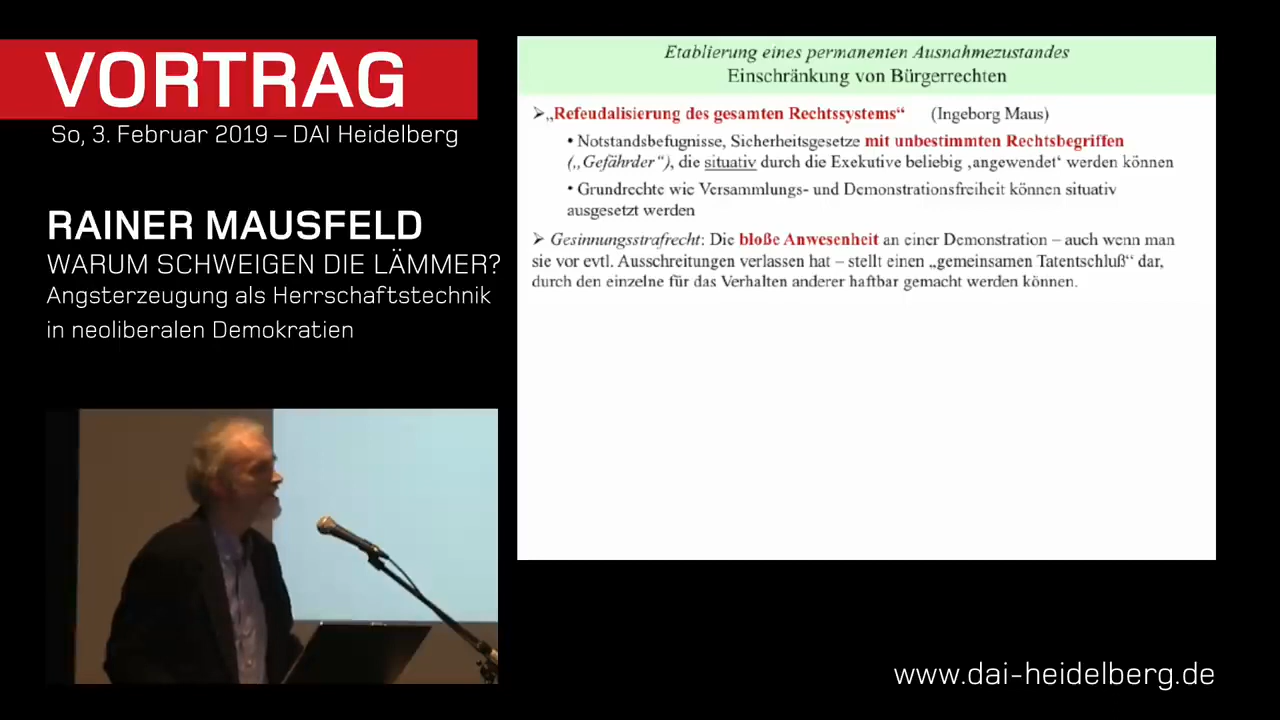 VORTRAG
So, 3. Februar 2019 – DAI Heidelberg
RAINER MAUSFELD
WARUM SCHWEIGEN DIE LÄMMER?
Angsterzeugung als Herrschaftstechnik
in neoliberalen Demokratien
Etablierung eines permanenten Ausnahmezustandes
Einschränkung von Bürgerrechten
➢„Refeudalisierung des gesamten Rechtssystems“ (Ingeborg Maus)
• Notstandsbefugnisse, Sicherheitsgesetze mit unbestimmten Rechtsbegriffen
(„Gefährder“), die situativ durch die Exekutive beliebig ‚angewendet‘ werden können
• Grundrechte wie Versammlungs- und Demonstrationsfreiheit können situativ
ausgesetzt werden
➢ Gesinnungsstrafrecht: Die bloße Anwesenheit an einer Demonstration – auch wenn man
sie vor evtl. Ausschreitungen verlassen hat – stellt einen „gemeinsamen Tatentschluß“ dar,
durch den einzelne für das Verhalten anderer haftbar gemacht werden können.
www.dai-heidelberg.de